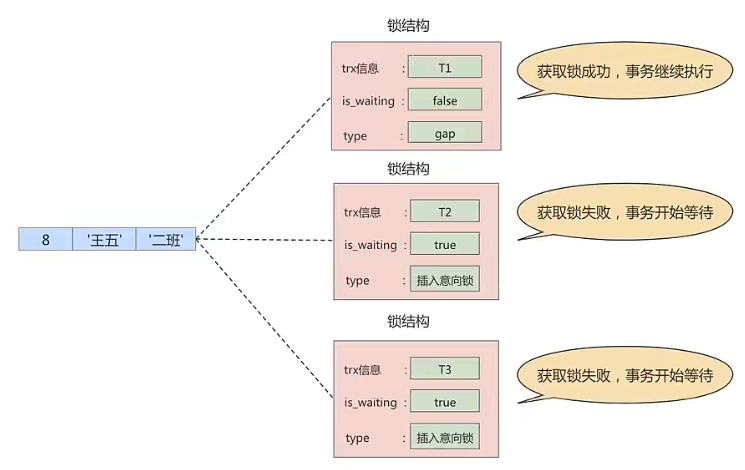 锁结构
trx信息 : T1
is_waiting : false
type : gap
获取锁成功，事务继续执行
锁结构
trx信息 : T2
is_waiting : true
type : 插入意向锁
获取锁失败，事务开始等待
8 '王五' '二班'
锁结构
trx信息 : T3
is_waiting : true
type : 插入意向锁
获取锁失败，事务开始等待